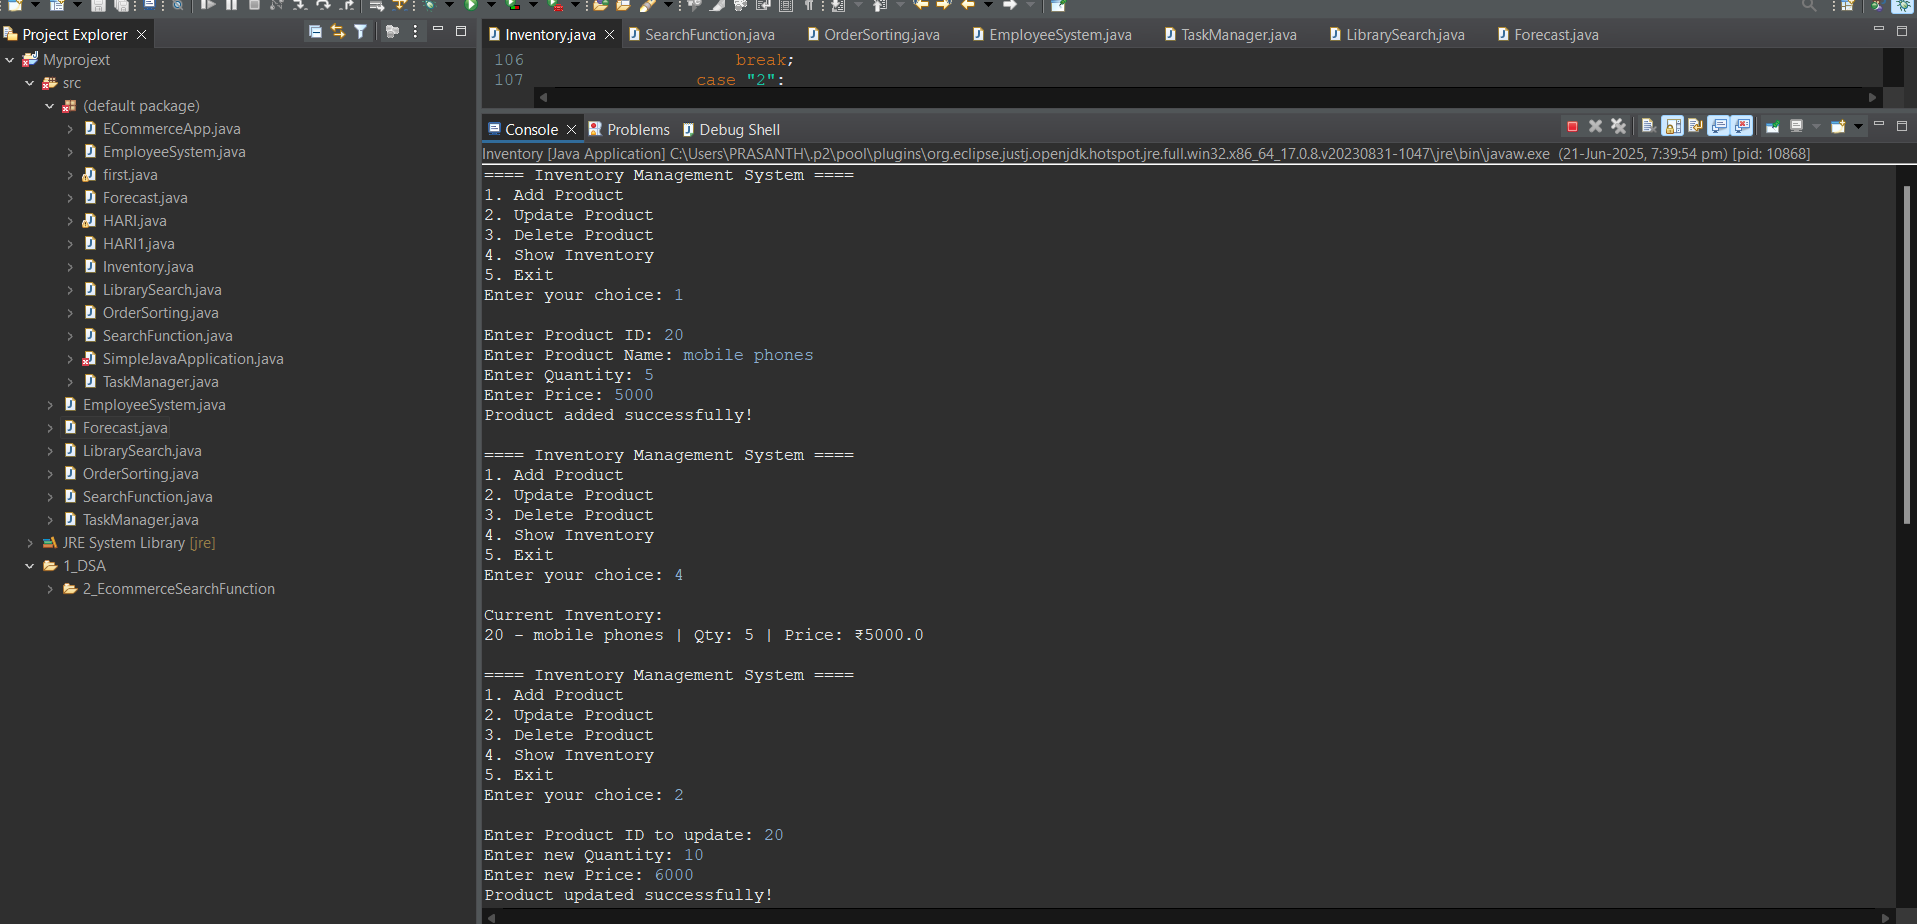 Project Explorer
Myprojext
src
(default package)
ECommerceApp.java
EmployeeSystem.java
first.java
Forecast.java
HARI.java
HARI1.java
Inventory.java
LibrarySearch.java
OrderSorting.java
SearchFunction.java
SimpleJavaApplication.java
TaskManager.java
EmployeeSystem.java
Forecast.java
LibrarySearch.java
OrderSorting.java
SearchFunction.java
TaskManager.java
JRE System Library [jre]
1_DSA
2_EcommerceSearchFunction
Inventory.java SearchFunction.java OrderSorting.java EmployeeSystem.java TaskManager.java LibrarySearch.java Forecast.java
106 break;
107 case "2":
Console Problems Debug Shell
Inventory [Java Application] C:\Users\PRASANTH\.p2\pool\plugins\org.eclipse.justj.openjdk.hotspot.jre.full.win32.x86_64_17.0.8.v20230831-1047\jre\bin\javaw.exe (21-Jun-2025, 7:39:54 pm) [pid: 10868]
==== Inventory Management System ====
1. Add Product
2. Update Product
3. Delete Product
4. Show Inventory
5. Exit
Enter your choice: 1
Enter Product ID: 20
Enter Product Name: mobile phones
Enter Quantity: 5
Enter Price: 5000
Product added successfully!
==== Inventory Management System ====
1. Add Product
2. Update Product
3. Delete Product
4. Show Inventory
5. Exit
Enter your choice: 4
Current Inventory:
20 - mobile phones | Qty: 5 | Price: ₹5000.0
==== Inventory Management System ====
1. Add Product
2. Update Product
3. Delete Product
4. Show Inventory
5. Exit
Enter your choice: 2
Enter Product ID to update: 20
Enter new Quantity: 10
Enter new Price: 6000
Product updated successfully!